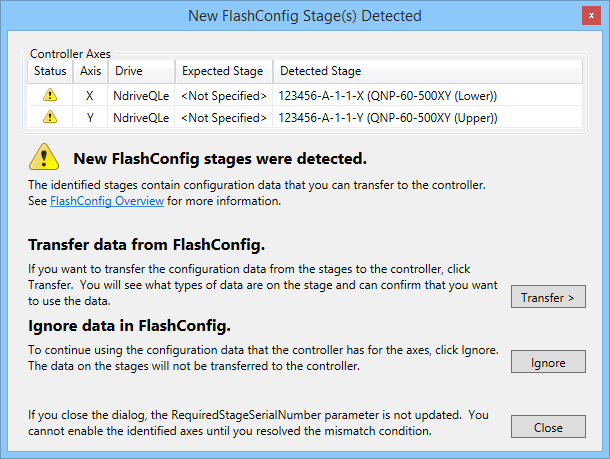 New FlashConfig Stage(s) Detected
x
Controller Axes
Status Axis Drive Expected Stage Detected Stage
X NdriveQLe <Not Specified> 123456-A-1-1-X (QNP-60-500XY (Lower))
Y NdriveQLe <Not Specified> 123456-A-1-1-Y (QNP-60-500XY (Upper))
New FlashConfig stages were detected.
The identified stages contain configuration data that you can transfer to the controller.
See FlashConfig Overview for more information.
Transfer data from FlashConfig.
If you want to transfer the configuration data from the stages to the controller, click
Transfer. You will see what types of data are on the stage and can confirm that you want
to use the data.
Transfer >
Ignore data in FlashConfig.
To continue using the configuration data that the controller has for the axes, click Ignore.
The data on the stages will not be transferred to the controller.
Ignore
If you close the dialog, the RequiredStageSerialNumber parameter is not updated. You
cannot enable the identified axes until you resolved the mismatch condition.
Close